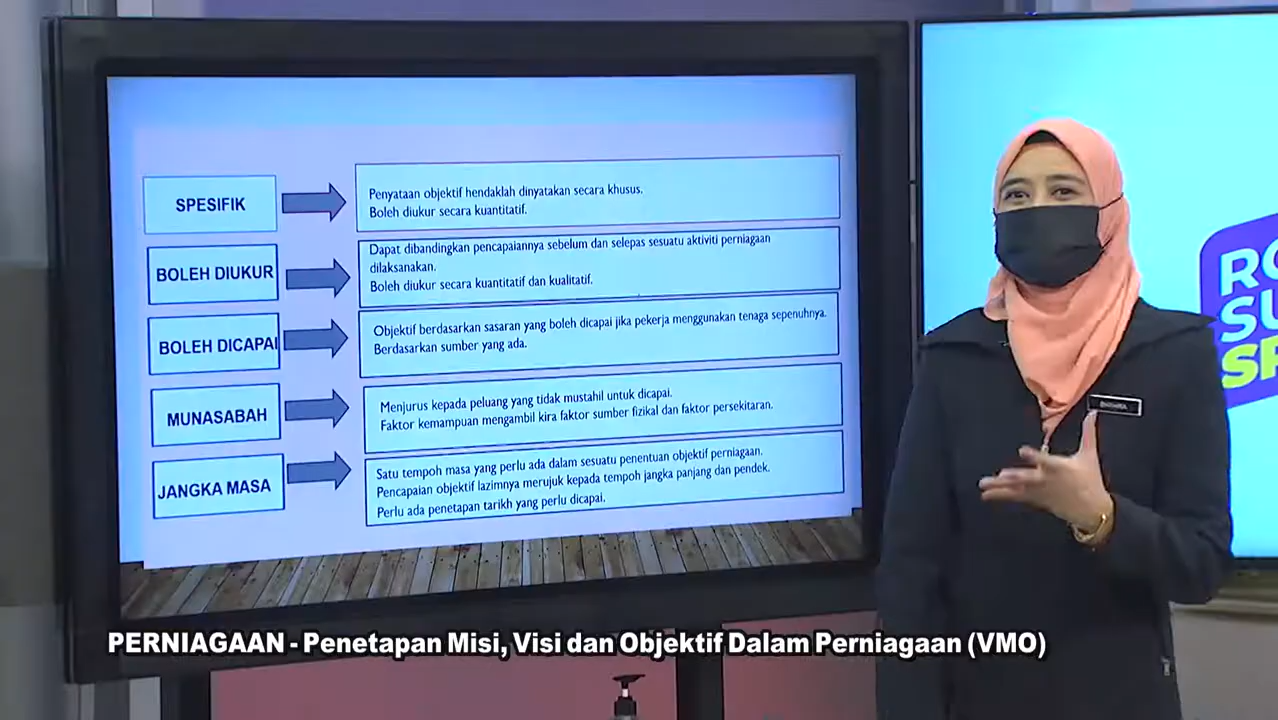 SPESIFIK
Penyataan objektif hendaklah dinyatakan secara khusus.
Boleh diukur secara kuantitatif.
BOLEH DIUKUR
Dapat dibandingkan pencapaiannya sebelum dan selepas sesuatu aktiviti perniagaan
dilaksanakan.
Boleh diukur secara kuantitatif dan kualitatif.
BOLEH DICAPAI
Objektif berdasarkan sasaran yang boleh dicapai jika pekerja menggunakan tenaga sepenuhnya.
Berdasarkan sumber yang ada.
MUNASABAH
Menjurus kepada peluang yang tidak mustahil untuk dicapai.
Faktor kemampuan mengambil kira faktor sumber fizikal dan faktor persekitaran.
JANGKA MASA
Satu tempoh masa yang perlu ada dalam sesuatu penentuan objektif perniagaan.
Pencapaian objektif lazimnya merujuk kepada tempoh jangka panjang dan pendek.
Perlu ada penetapan tarikh yang perlu dicapai.
PERNIAGAAN - Penetapan Misi, Visi dan Objektif Dalam Perniagaan (VMO)